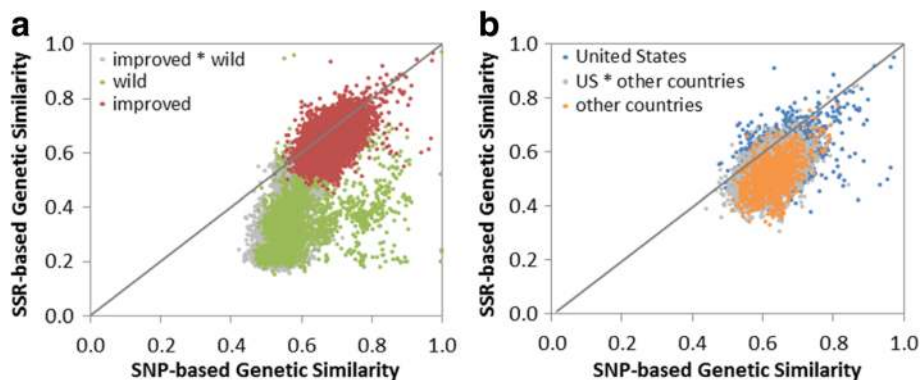 a
SSR-based Genetic Similarity
1.0
0.8
0.6
0.4
0.2
0.0
improved * wild
wild
improved
0.0 0.2 0.4 0.6 0.8 1.0
SNP-based Genetic Similarity
b
SSR-based Genetic Similarity
1.0
0.8
0.6
0.4
0.2
0.0
United States
US * other countries
other countries
0.0 0.2 0.4 0.6 0.8 1.0
SNP-based Genetic Similarity